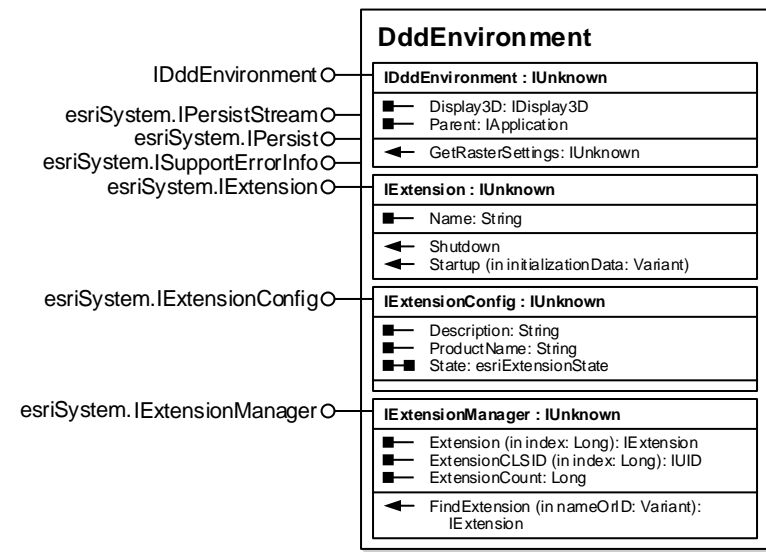 DddEnvironment
IDddEnvironment
esriSystem.IPersistStream
esriSystem.IPersist
esriSystem.ISupportErrorInfo
esriSystem.IExtension
esriSystem.IExtensionConfig
esriSystem.IExtensionManager
IDddEnvironment : IUnknown
Display3D: IDisplay3D
Parent: IApplication
GetRasterSettings: IUnknown
IExtension : IUnknown
Name: String
Shutdown
Startup (in initializationData: Variant)
IExtensionConfig : IUnknown
Description: String
ProductName: String
State: esriExtensionState
IExtensionManager : IUnknown
Extension (in index: Long): IExtension
ExtensionCLSID (in index: Long): IUID
ExtensionCount: Long
FindExtension (in nameOrID: Variant):
IExtension